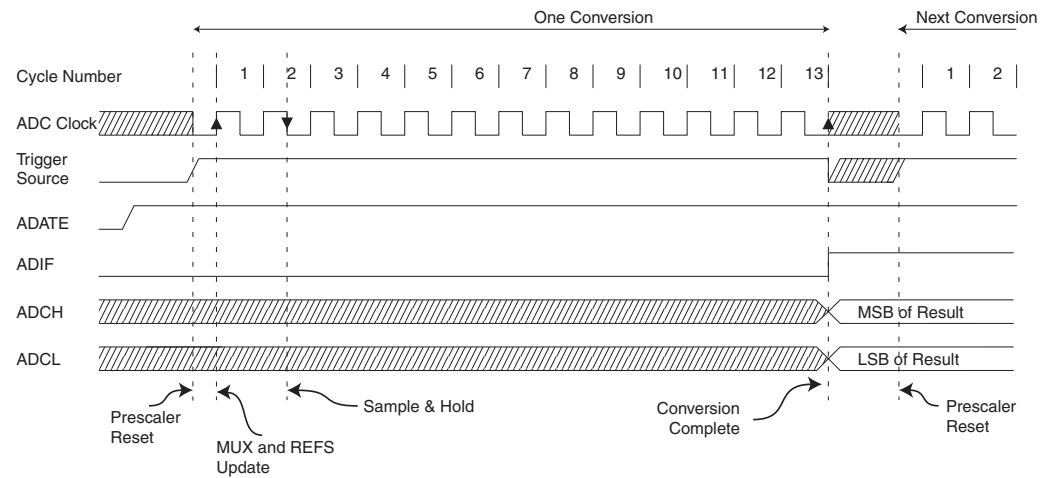 One Conversion
Next Conversion
Cycle Number
1 2 3 4 5 6 7 8 9 10 11 12 13 1 2
ADC Clock
Trigger
Source
ADATE
ADIF
ADCH
MSB of Result
ADCL
LSB of Result
Prescaler
Reset
MUX and REFS
Update
Sample & Hold
Conversion
Complete
Prescaler
Reset